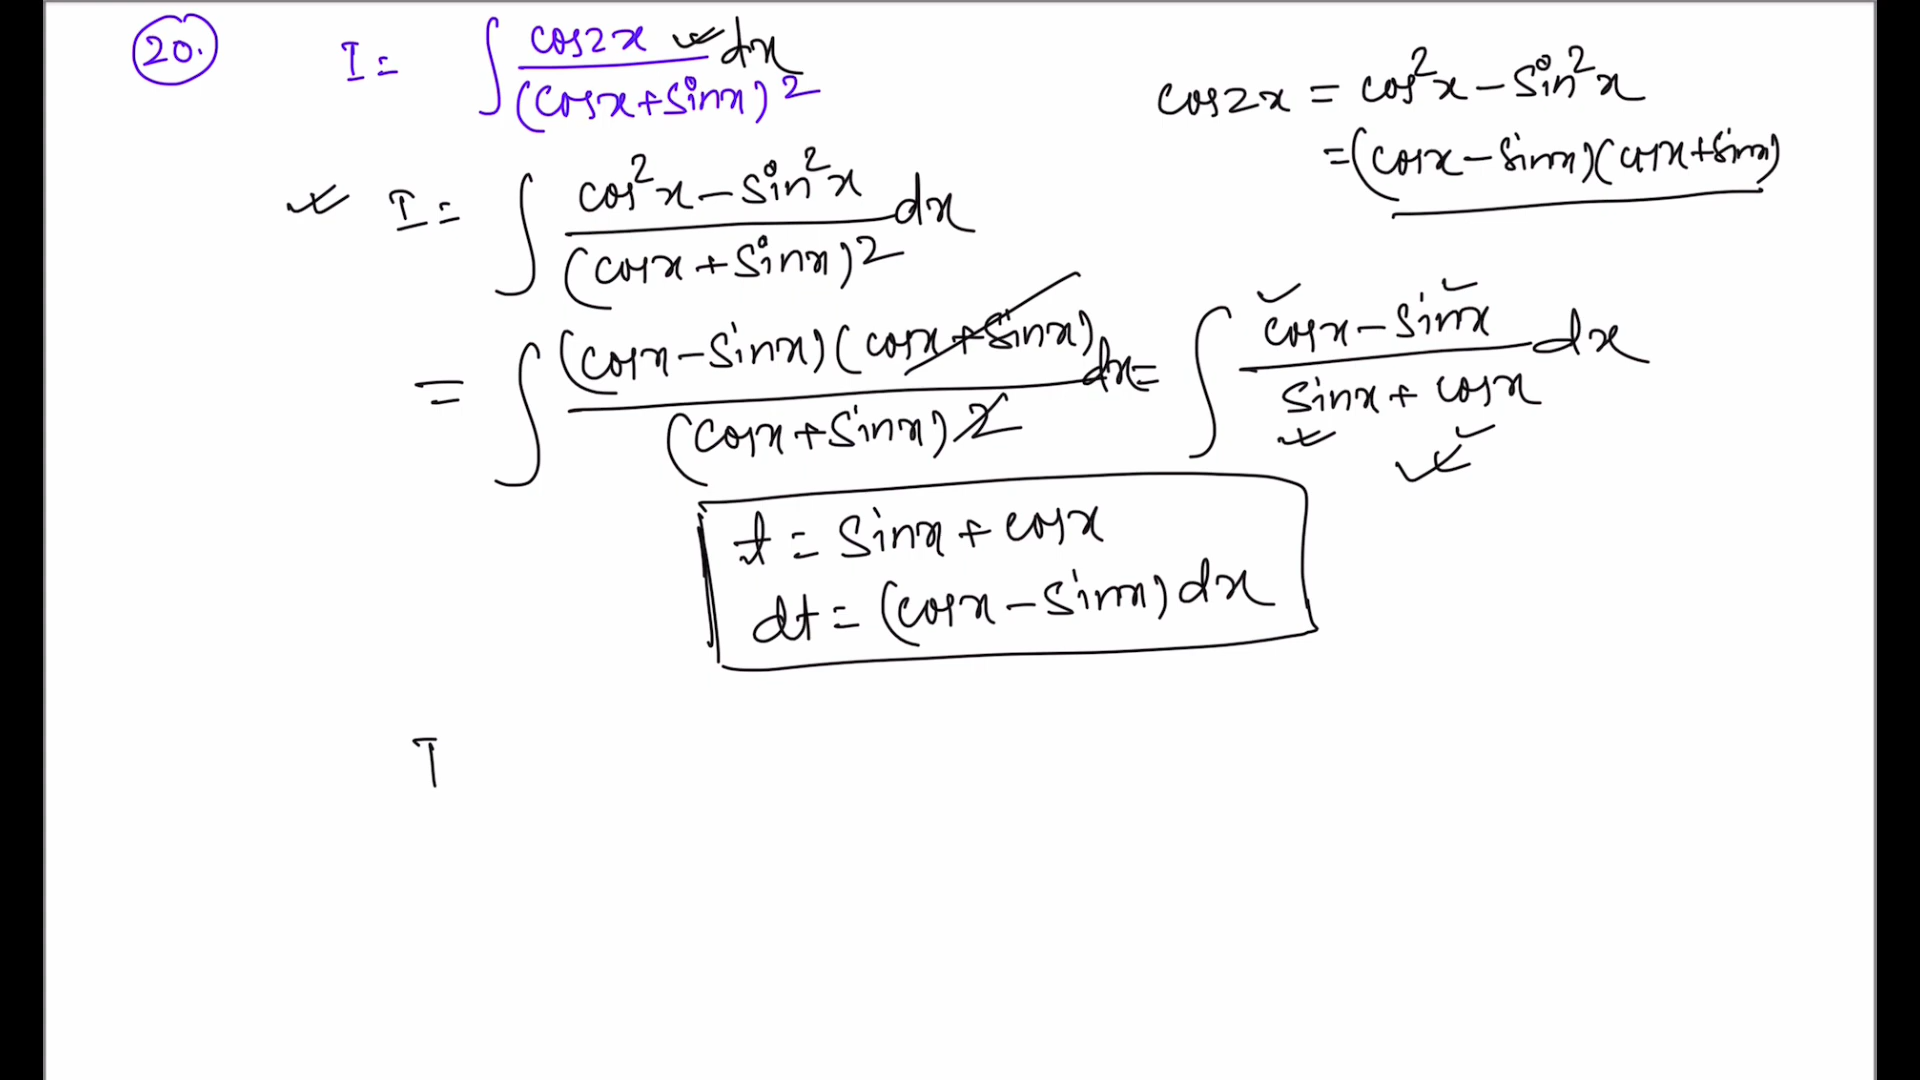 20. I = ∫ cos2x / (cosx+sinx)² dx
cos2x = cos²x − sin²x
= (cosx − sinx)(cosx+sinx)
I = ∫ cos²x − sin²x / (cosx + sinx)² dx
= ∫ (cosx − sinx)(cosx + sinx) / (cosx + sinx)² dx = ∫ cosx − sinx / sinx + cosx dx
t = sinx + cosx
dt = (cosx − sinx) dx
I